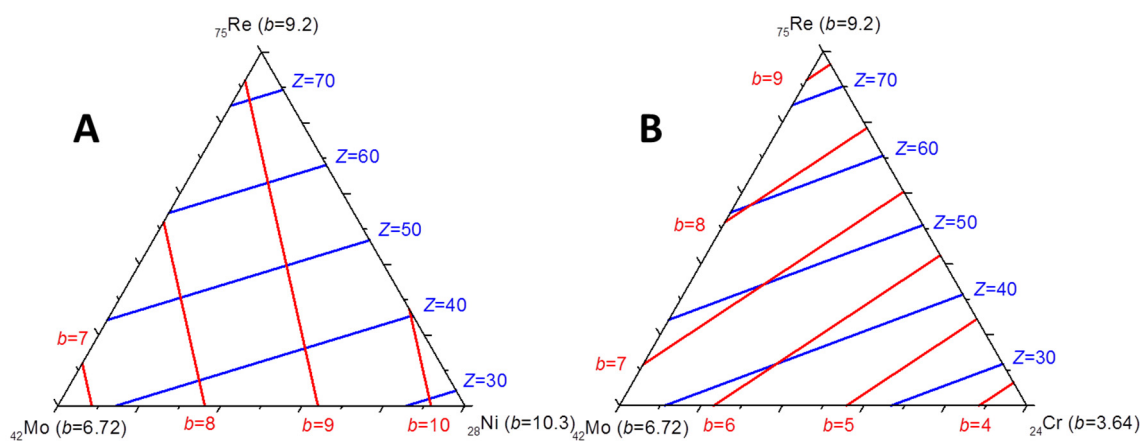 ₇₅Re (b=9.2)
A
Z=70
Z=60
Z=50
Z=40
Z=30
b=7
b=8
b=9
b=10
₄₂Mo (b=6.72)
₂₈Ni (b=10.3)
₇₅Re (b=9.2)
B
b=9
Z=70
Z=60
b=8
Z=50
Z=40
b=7
Z=30
b=6
b=5
b=4
₄₂Mo (b=6.72)
₂₄Cr (b=3.64)